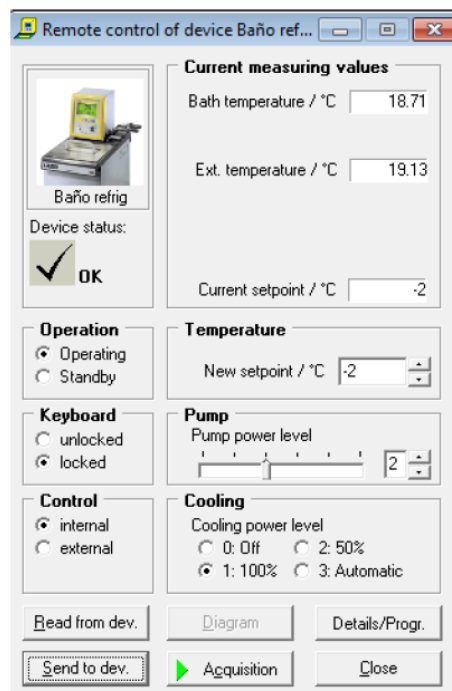 Remote control of device Baño ref...
Current measuring values
Bath temperature / °C 18.71
Ext. temperature / °C 19.13
Baño refrig
Device status:
OK
Current setpoint / °C -2
Operation
Operating
Standby
Temperature
New setpoint / °C -2
Keyboard
unlocked
locked
Pump
Pump power level
2
Control
internal
external
Cooling
Cooling power level
0: Off 2: 50%
1: 100% 3: Automatic
Read from dev. Diagram Details/Progr.
Send to dev. Acquisition Close